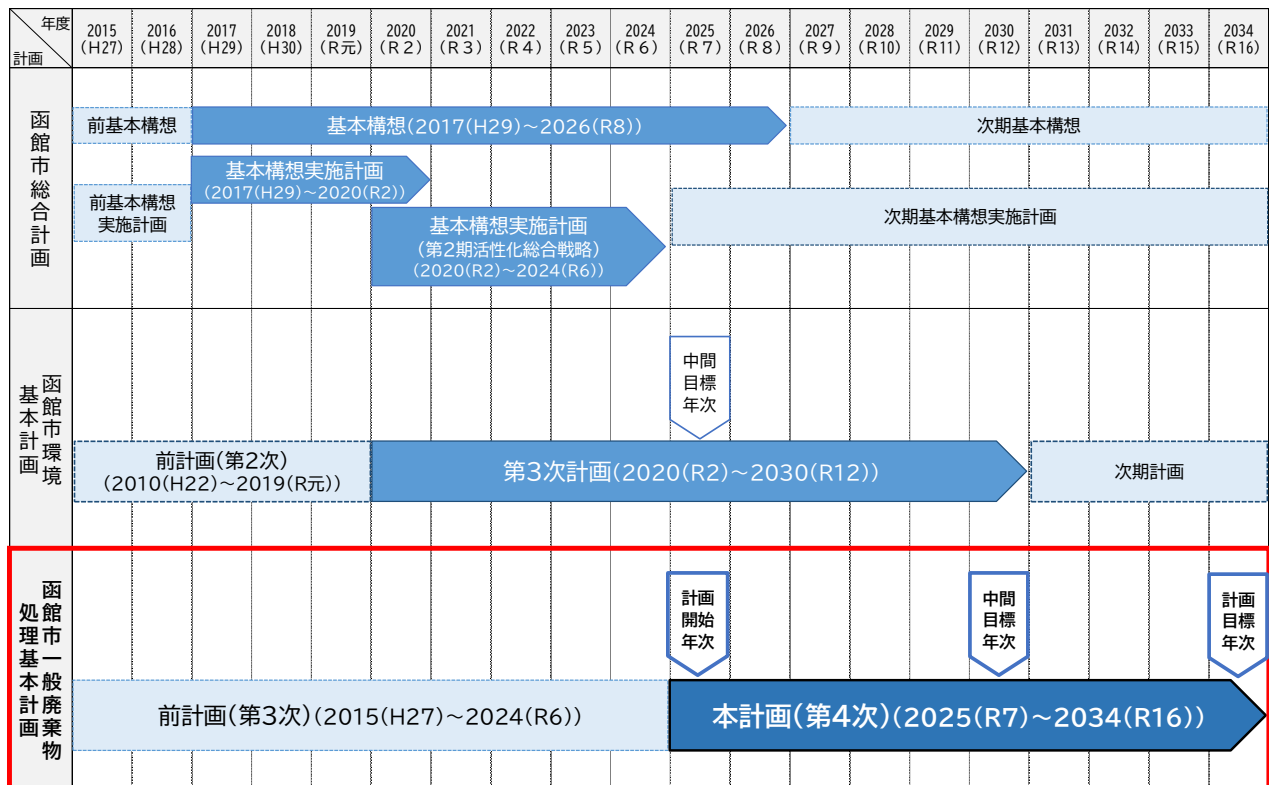 年度
計画
2015
(H27)
2016
(H28)
2017
(H29)
2018
(H30)
2019
(R元)
2020
(R2)
2021
(R3)
2022
(R4)
2023
(R5)
2024
(R6)
2025
(R7)
2026
(R8)
2027
(R9)
2028
(R10)
2029
(R11)
2030
(R12)
2031
(R13)
2032
(R14)
2033
(R15)
2034
(R16)
函館市総合計画
前基本構想
基本構想(2017(H29)～2026(R8))
次期基本構想
前基本構想
実施計画
基本構想実施計画
(2017(H29)～2020(R2))
基本構想実施計画
(第2期活性化総合戦略)
(2020(R2)～2024(R6))
次期基本構想実施計画
函館市環境
基本計画
中間
目標
年次
前計画(第2次)
(2010(H22)～2019(R元))
第3次計画(2020(R2)～2030(R12))
次期計画
函館市一般廃棄物
処理基本計画
計画
開始
年次
中間
目標
年次
計画
目標
年次
前計画(第3次)(2015(H27)～2024(R6))
本計画(第4次)(2025(R7)～2034(R16))